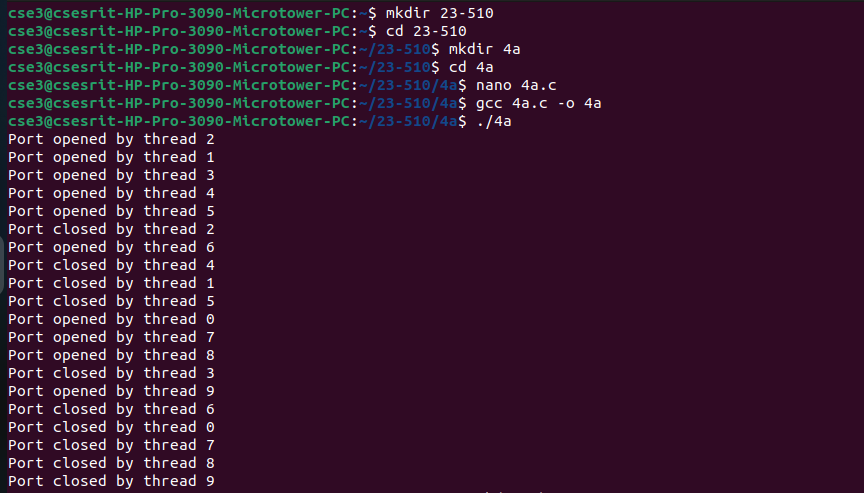 cse3@csesrit-HP-Pro-3090-Microtower-PC:~$ mkdir 23-510
cse3@csesrit-HP-Pro-3090-Microtower-PC:~$ cd 23-510
cse3@csesrit-HP-Pro-3090-Microtower-PC:~/23-510$ mkdir 4a
cse3@csesrit-HP-Pro-3090-Microtower-PC:~/23-510$ cd 4a
cse3@csesrit-HP-Pro-3090-Microtower-PC:~/23-510/4a$ nano 4a.c
cse3@csesrit-HP-Pro-3090-Microtower-PC:~/23-510/4a$ gcc 4a.c -o 4a
cse3@csesrit-HP-Pro-3090-Microtower-PC:~/23-510/4a$ ./4a
Port opened by thread 2
Port opened by thread 1
Port opened by thread 3
Port opened by thread 4
Port opened by thread 5
Port closed by thread 2
Port opened by thread 6
Port closed by thread 4
Port closed by thread 1
Port closed by thread 5
Port opened by thread 0
Port opened by thread 7
Port opened by thread 8
Port closed by thread 3
Port opened by thread 9
Port closed by thread 6
Port closed by thread 0
Port closed by thread 7
Port closed by thread 8
Port closed by thread 9